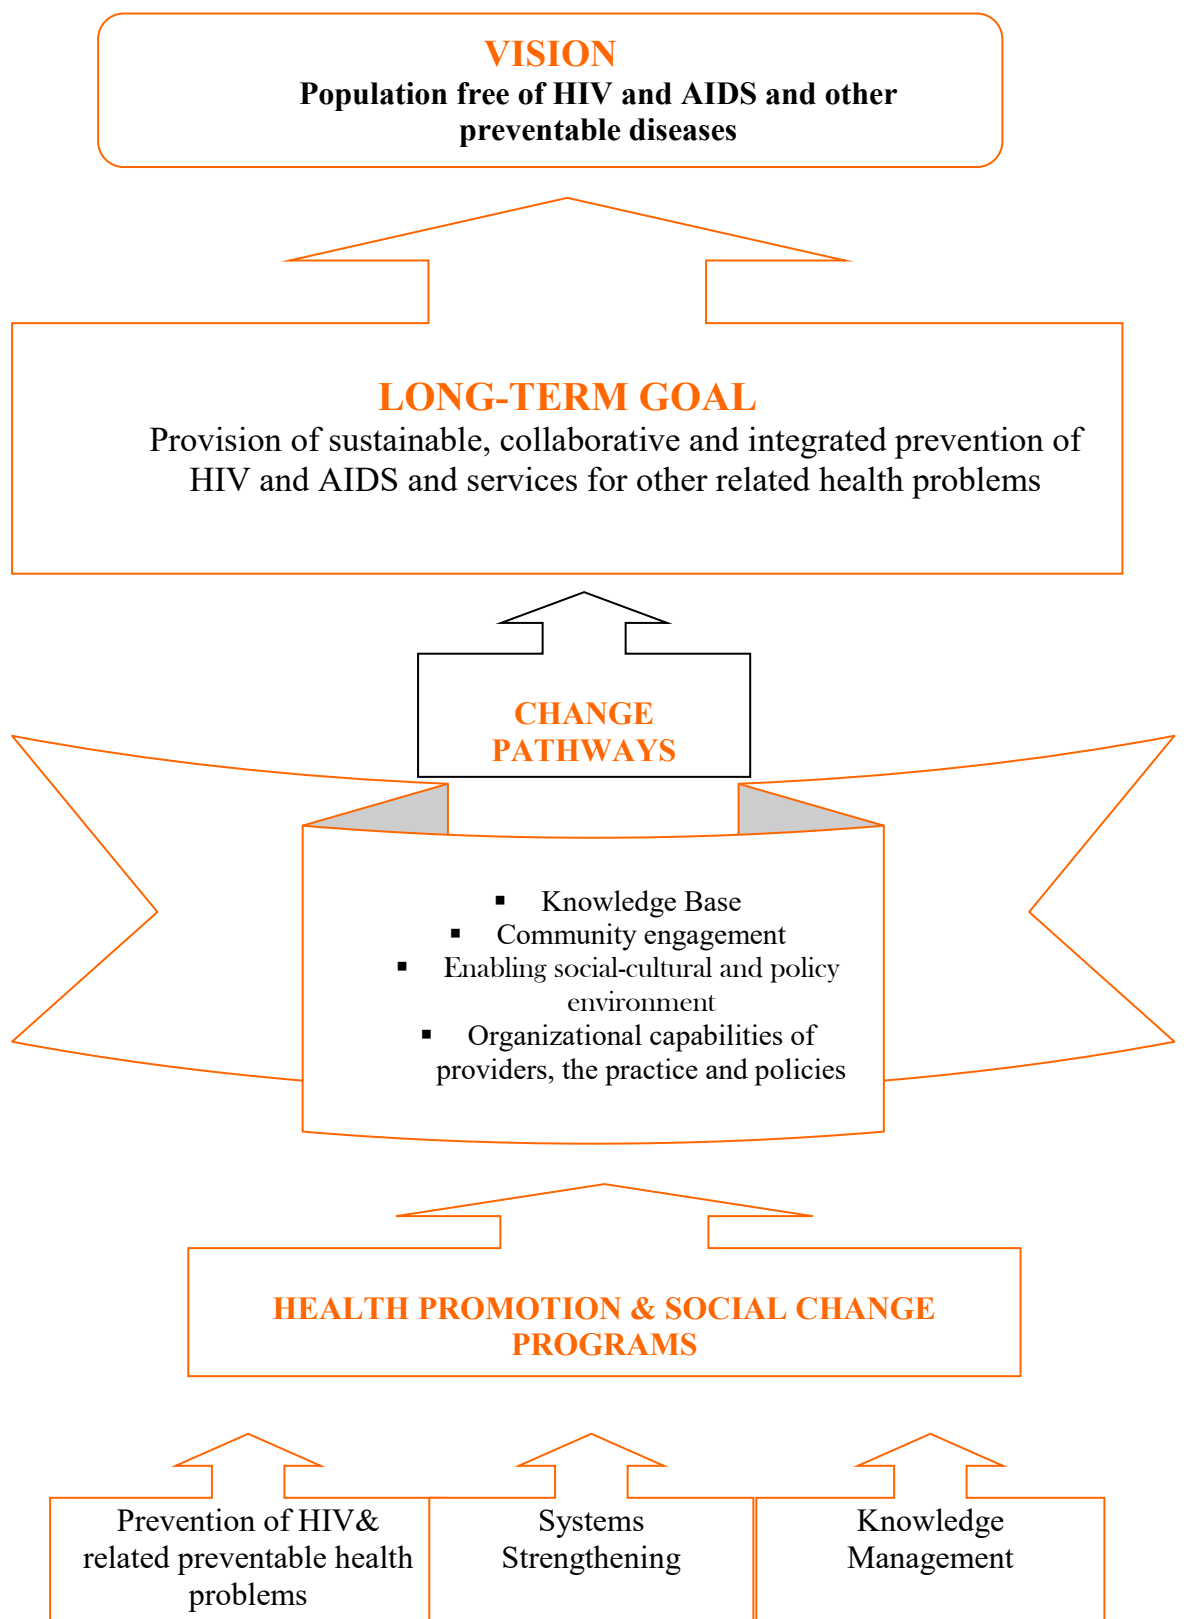 VISION
Population free of HIV and AIDS and other
preventable diseases
LONG-TERM GOAL
Provision of sustainable, collaborative and integrated prevention of
HIV and AIDS and services for other related health problems
CHANGE
PATHWAYS
▪ Knowledge Base
▪ Community engagement
▪ Enabling social-cultural and policy
environment
▪ Organizational capabilities of
providers, the practice and policies
HEALTH PROMOTION & SOCIAL CHANGE
PROGRAMS
Prevention of HIV&
related preventable health
problems
Systems
Strengthening
Knowledge
Management